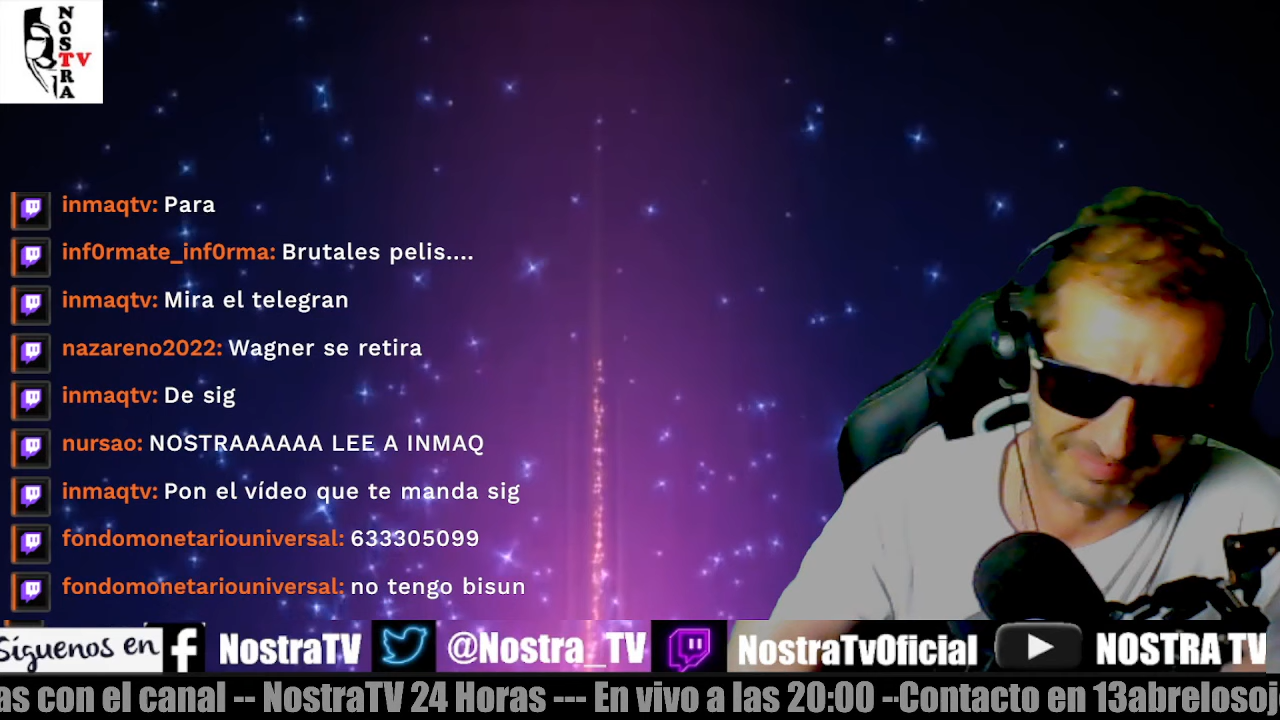 NOSTRA
TV
inmaqtv: Para
inf0rmate_inf0rma: Brutales pelis....
inmaqtv: Mira el telegran
nazareno2022: Wagner se retira
inmaqtv: De sig
nursao: NOSTRAAAAAA LEE A INMAQ
inmaqtv: Pon el vídeo que te manda sig
fondomonetariouniversal: 633305099
fondomonetariouniversal: no tengo bisun
Síguenos en f NostraTV @Nostra_TV NostraTvOficial NOSTRA TV
as con el canal -- NostraTV 24 Horas --- En vivo a las 20:00 --Contacto en 13abrelosoj